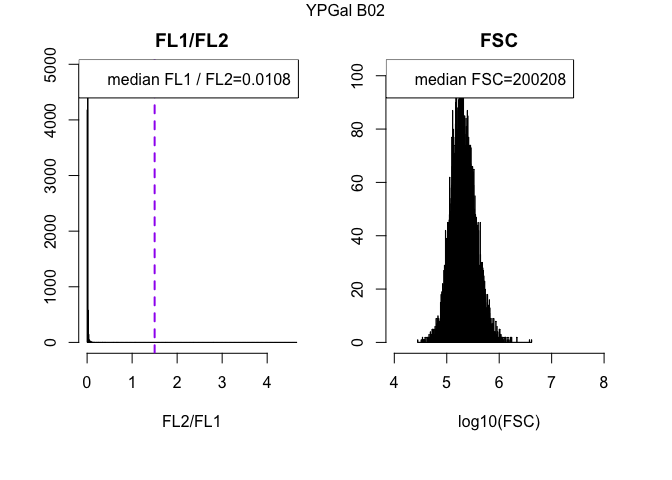 YPGal B02
FL1/FL2
median FL1 / FL2=0.0108
5000
4000
3000
2000
1000
0
0 1 2 3 4
FL2/FL1
FSC
median FSC=200208
100
80
60
40
20
0
4 5 6 7 8
log10(FSC)